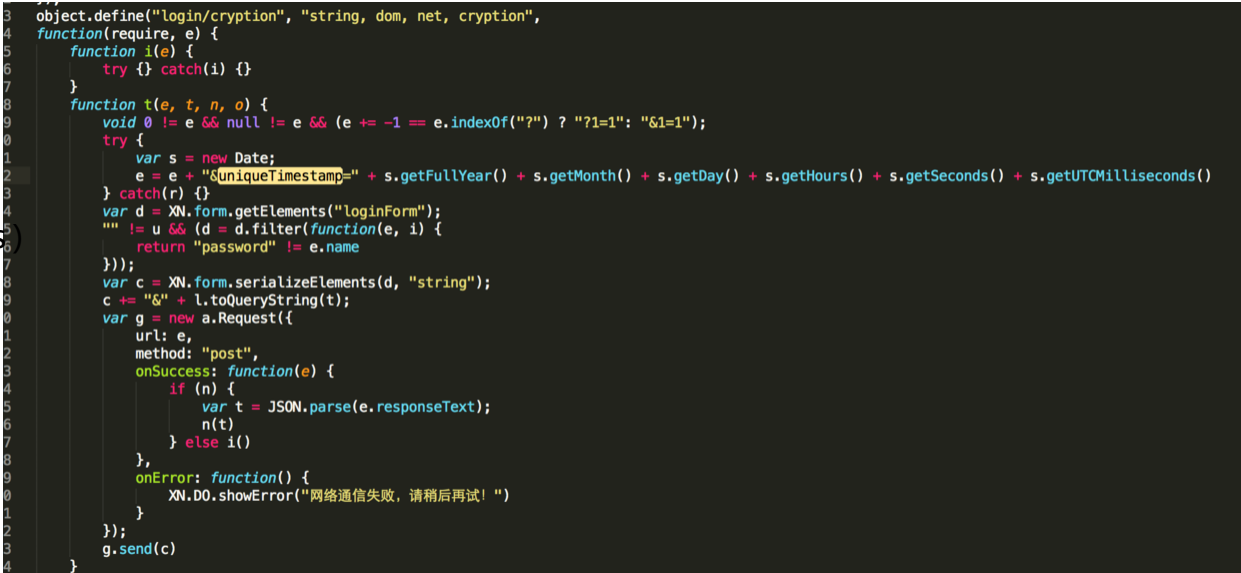 3 object.define("login/cryption", "string, dom, net, cryption",
4 function(require, e) {
5     function i(e) {
6         try {} catch(i) {}
7     }
8     function t(e, t, n, o) {
9         void 0 != e && null != e && (e += -1 == e.indexOf("?") ? "?1=1": "&1=1");
0         try {
1             var s = new Date;
2             e = e + "&uniqueTimestamp=" + s.getFullYear() + s.getMonth() + s.getDay() + s.getHours() + s.getSeconds() + s.getUTCMilliseconds()
3         } catch(r) {}
4         var d = XN.form.getElements("loginForm");
5         "" != u && (d = d.filter(function(e, i) {
6             return "password" != e.name
7         }));
8         var c = XN.form.serializeElements(d, "string");
9         c += "&" + l.toQueryString(t);
0         var g = new a.Request({
1             url: e,
2             method: "post",
3             onSuccess: function(e) {
4                 if (n) {
5                     var t = JSON.parse(e.responseText);
6                     n(t)
7                 } else i()
8             },
9             onError: function() {
0                 XN.DO.showError("网络通信失败，请稍后再试！")
1             }
2         });
3         g.send(c)
4     }